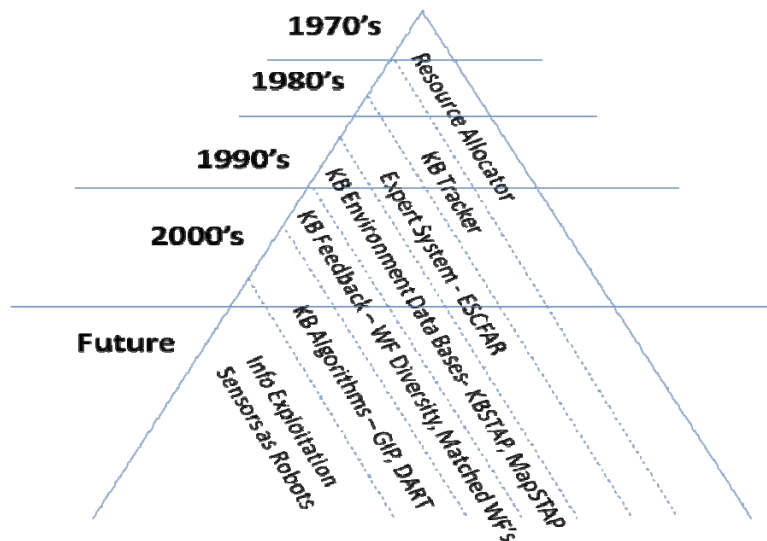 1970's
1980's
1990's
2000's
Future
Resource Allocator
KB Tracker
Expert System - ESCFAR
KB Environment Data Bases- KBSTAP, MapSTAP
KB Feedback – WF Diversity, Matched WF's
KB Algorithms – GIP, DART
Info Exploitation
Sensors as Robots